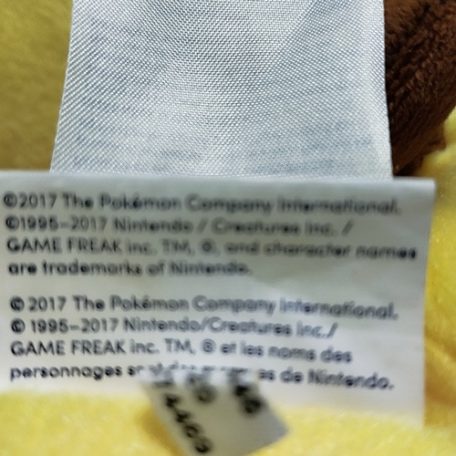 ©2017 The Pokémon Company International.
©1995–2017 Nintendo / Creatures Inc. /
GAME FREAK inc. TM, ®, and character names
are trademarks of Nintendo.
© 2017 The Pokémon Company International.
© 1995–2017 Nintendo/Creatures Inc./
GAME FREAK inc. TM, ® et les noms des
personnages de Nintendo.